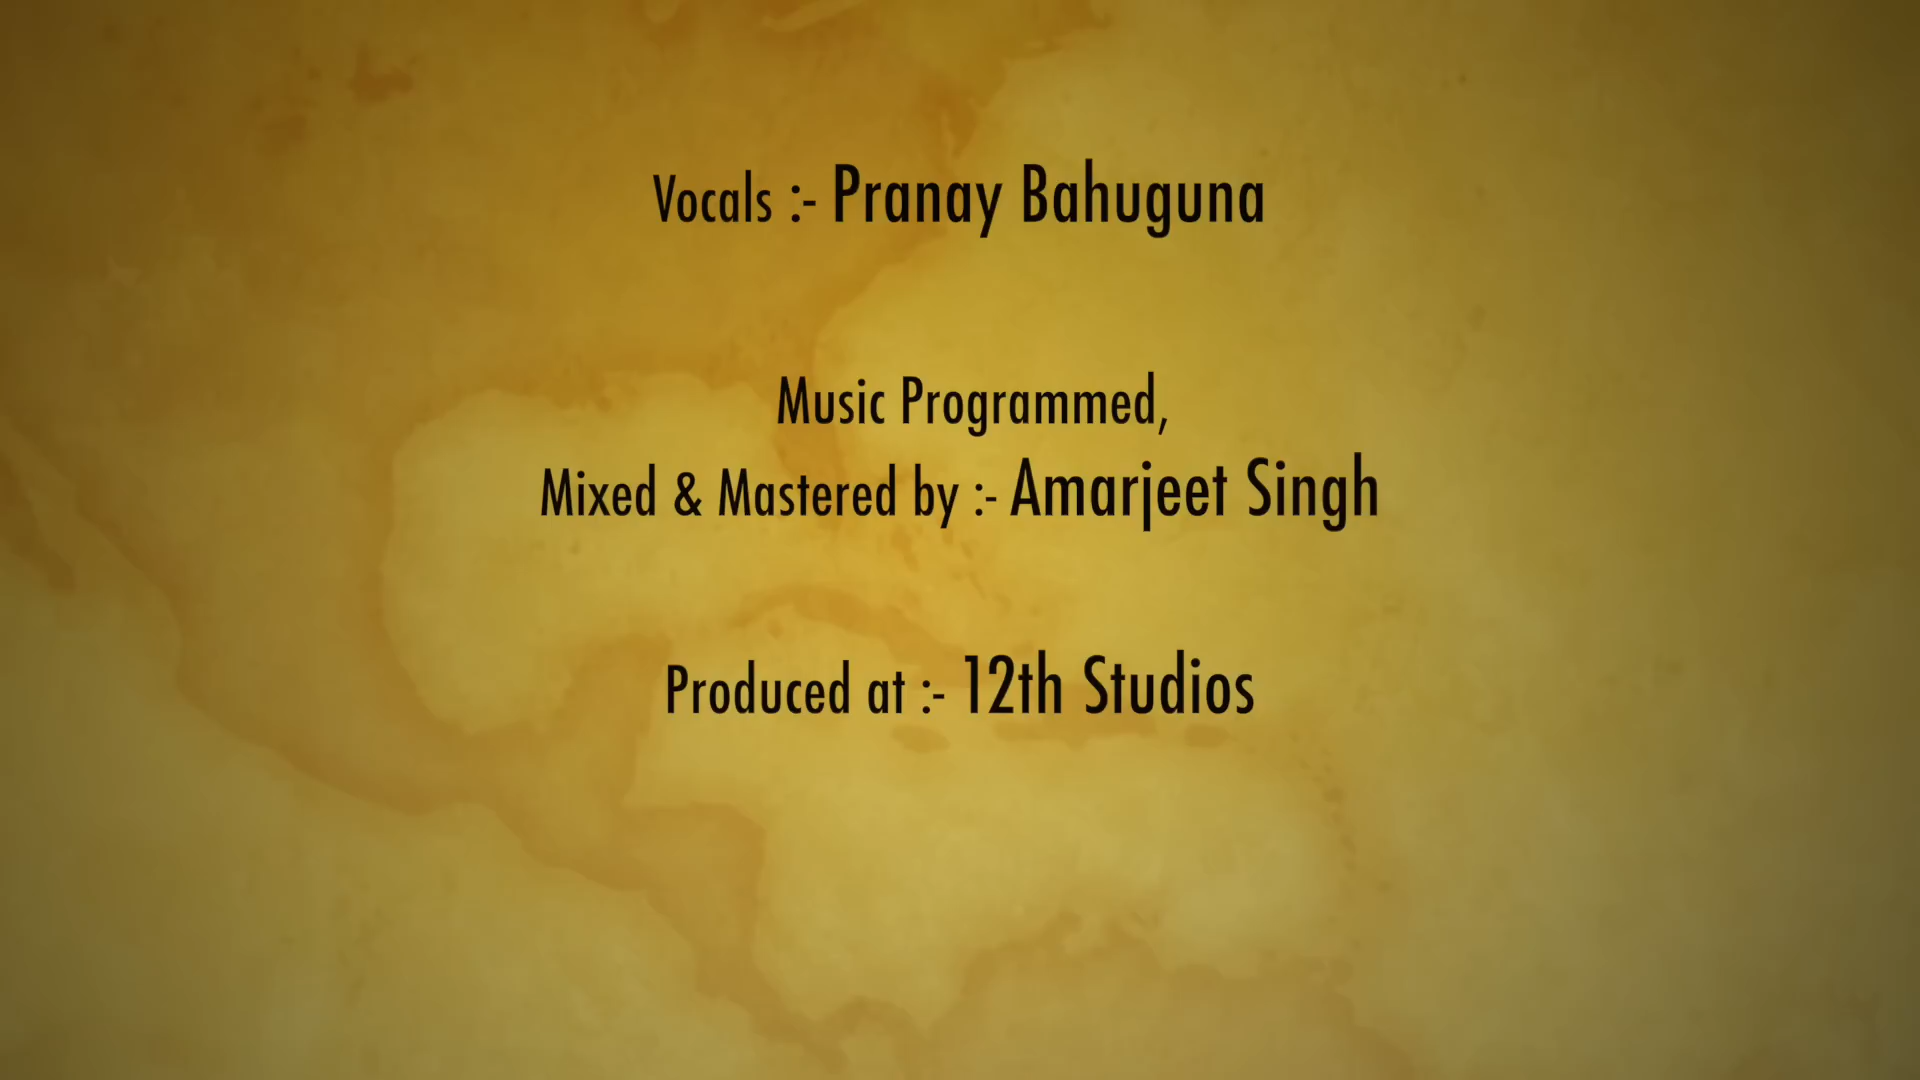 Vocals :- Pranay Bahuguna
Music Programmed,
Mixed & Mastered by :- Amarjeet Singh
Produced at :- 12th Studios